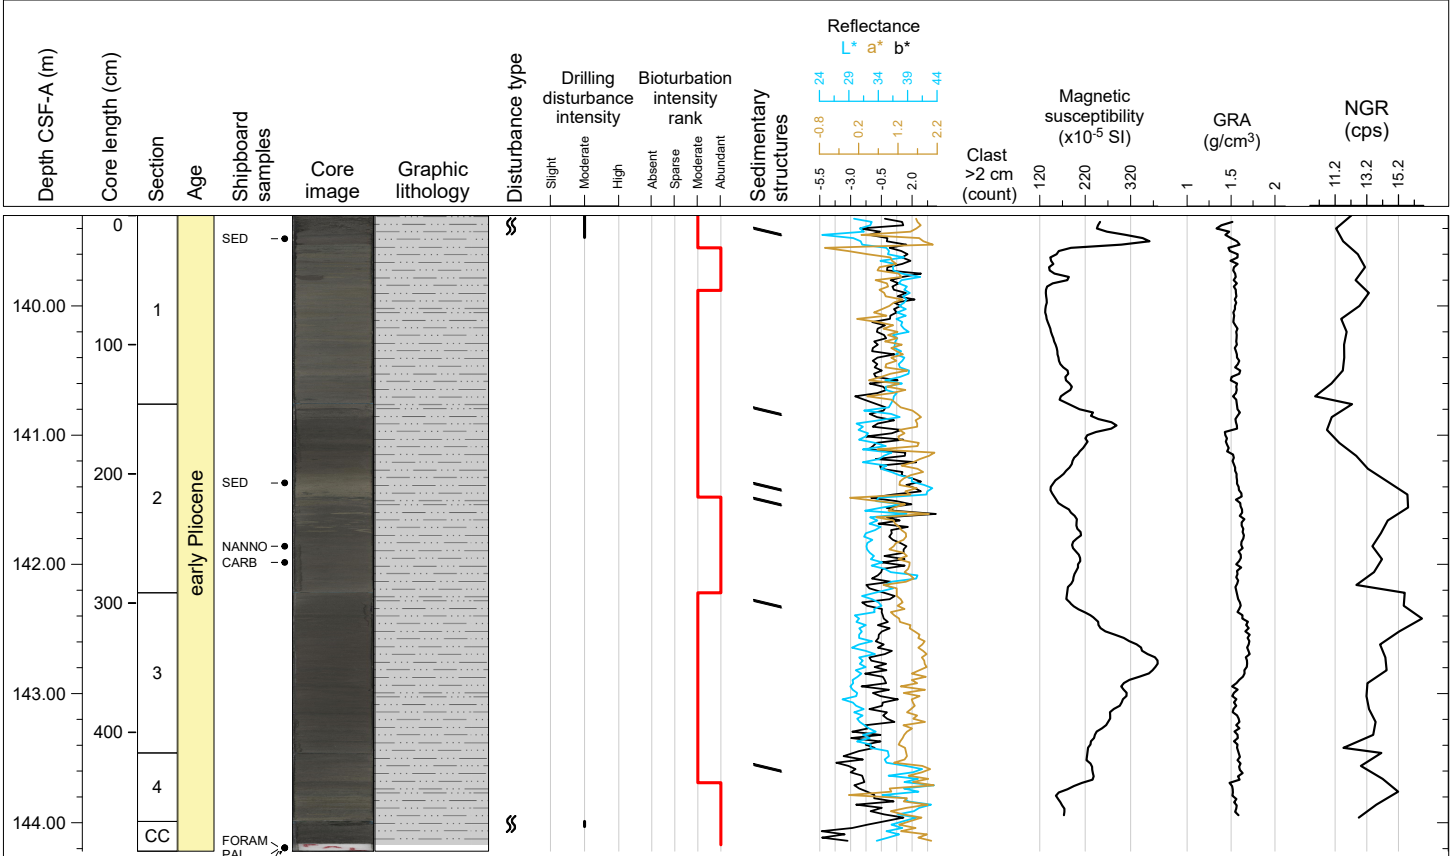 Depth CSF-A (m)
Core length (cm)
Section
Age
Shipboard
samples
Core
image
Graphic
lithology
Disturbance type
Drilling
disturbance
intensity
Slight
Moderate
High
Bioturbation
intensity
rank
Absent
Sparse
Moderate
Abundant
Sedimentary
structures
Reflectance
L* a* b*
24 29 34 39 44
-0.8 0.2 1.2 2.2
-5.5 -3.0 -0.5 2.0
Clast
>2 cm
(count)
Magnetic
susceptibility
(x10-5 SI)
120 220 320
GRA
(g/cm3)
1 1.5 2
NGR
(cps)
11.2 13.2 15.2
0
SED
140.00
1
100
141.00
200
SED
2
early Pliocene
NANNO
142.00
CARB
300
3
143.00
400
4
144.00
CC
FORAM
PAL